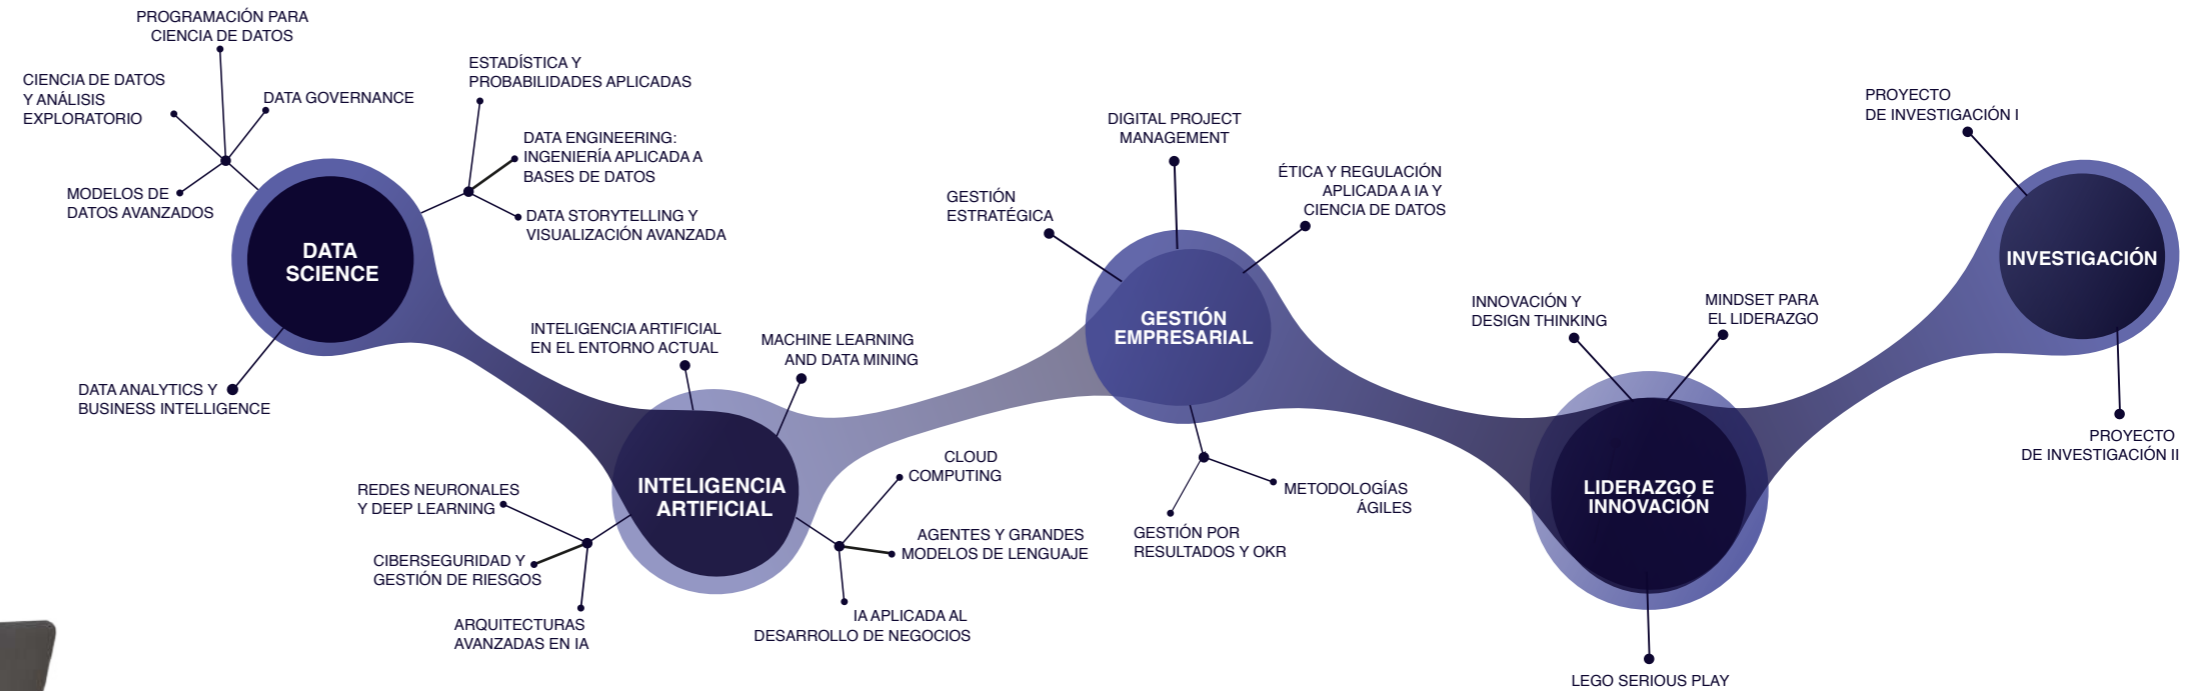 PROGRAMACIÓN PARA
CIENCIA DE DATOS
CIENCIA DE DATOS
Y ANÁLISIS
EXPLORATORIO
DATA GOVERNANCE
MODELOS DE
DATOS AVANZADOS
ESTADÍSTICA Y
PROBABILIDADES APLICADAS
DATA ENGINEERING:
INGENIERÍA APLICADA A
BASES DE DATOS
DATA STORYTELLING Y
VISUALIZACIÓN AVANZADA
DATA
SCIENCE
DATA ANALYTICS Y
BUSINESS INTELLIGENCE
INTELIGENCIA ARTIFICIAL
EN EL ENTORNO ACTUAL
MACHINE LEARNING
AND DATA MINING
INTELIGENCIA
ARTIFICIAL
REDES NEURONALES
Y DEEP LEARNING
CIBERSEGURIDAD Y
GESTIÓN DE RIESGOS
ARQUITECTURAS
AVANZADAS EN IA
CLOUD
COMPUTING
AGENTES Y GRANDES
MODELOS DE LENGUAJE
IA APLICADA AL
DESARROLLO DE NEGOCIOS
GESTIÓN
ESTRATÉGICA
DIGITAL PROJECT
MANAGEMENT
ÉTICA Y REGULACIÓN
APLICADA A IA Y
CIENCIA DE DATOS
GESTIÓN
EMPRESARIAL
METODOLOGÍAS
ÁGILES
GESTIÓN POR
RESULTADOS Y OKR
INNOVACIÓN Y
DESIGN THINKING
MINDSET PARA
EL LIDERAZGO
LIDERAZGO E
INNOVACIÓN
LEGO SERIOUS PLAY
PROYECTO
DE INVESTIGACIÓN I
INVESTIGACIÓN
PROYECTO
DE INVESTIGACIÓN II